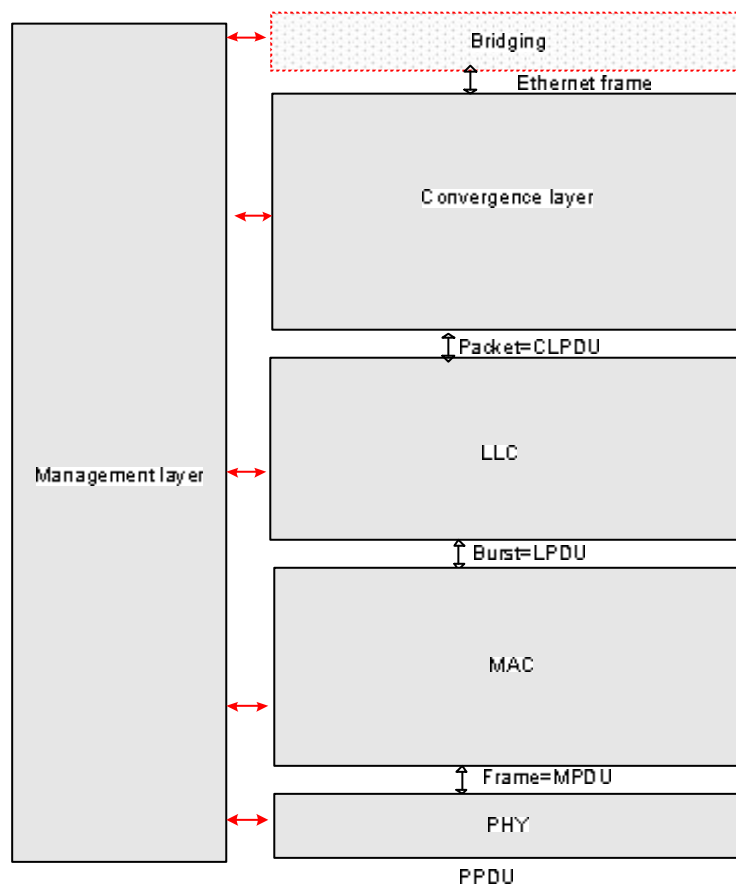 Bridging
Ethernet frame
Convergence layer
Packet=CLPDU
LLC
Management layer
Burst=LPDU
MAC
Frame=MPDU
PHY
PPDU